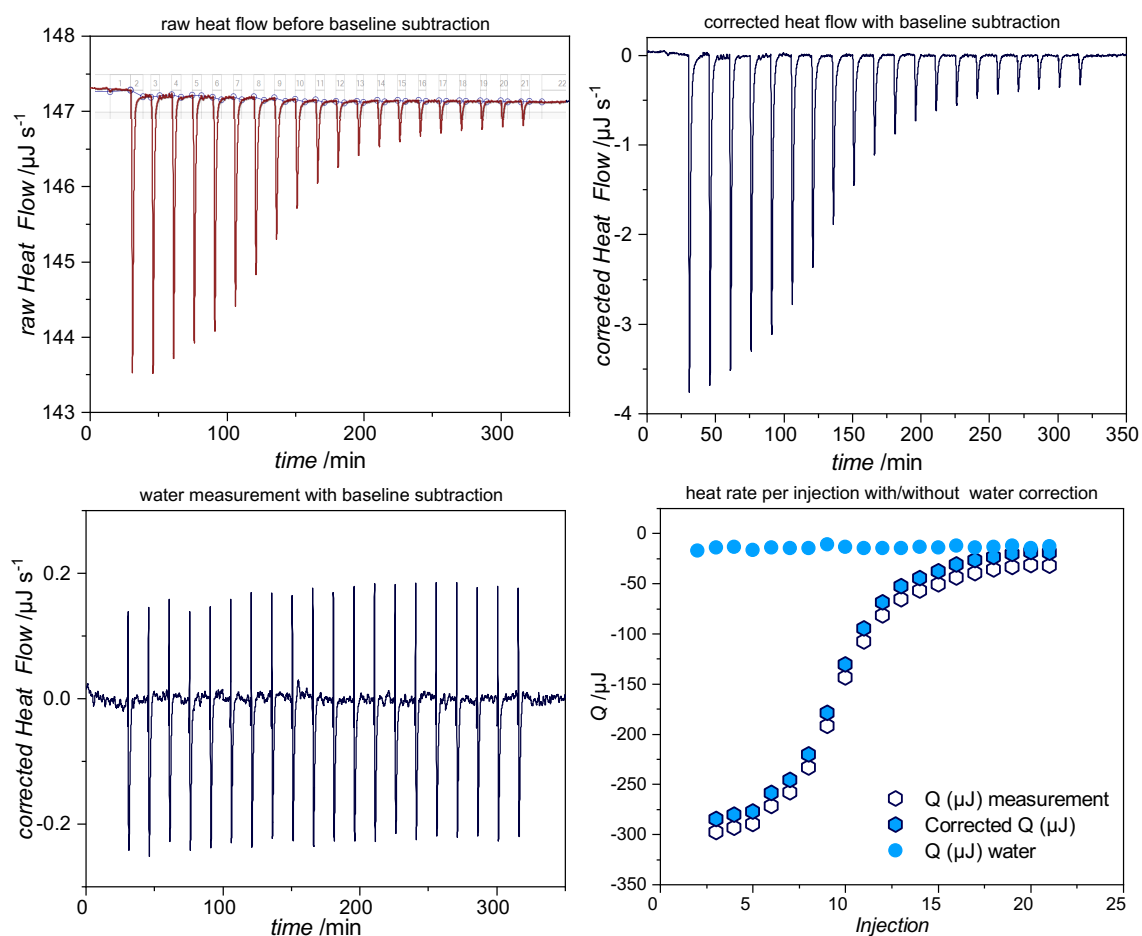 raw heat flow before baseline subtraction
148
147
146
145
144
143
raw Heat Flow /µJ s⁻¹
1 2 3 4 5 6 7 8 9 10 11 12 13 14 15 16 17 18 19 20 21 22
0 100 200 300
time /min
corrected heat flow with baseline subtraction
0
-1
-2
-3
-4
corrected Heat Flow /µJ s⁻¹
0 50 100 150 200 250 300 350
time /min
water measurement with baseline subtraction
0.2
0.0
-0.2
corrected Heat Flow /µJ s⁻¹
0 100 200 300
time /min
heat rate per injection with/without water correction
0
-50
-100
-150
-200
-250
-300
-350
Q /µJ
Q (µJ) measurement
Corrected Q (µJ)
Q (µJ) water
0 5 10 15 20 25
Injection